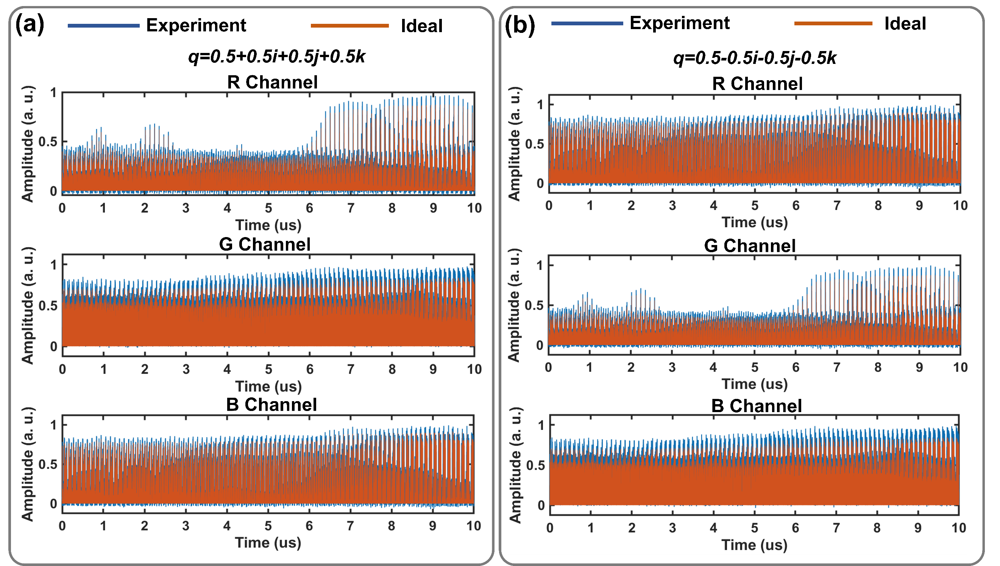 (a) Experiment Ideal
q=0.5+0.5i+0.5j+0.5k
R Channel
Amplitude (a. u.)
1
0.5
0
0 1 2 3 4 5 6 7 8 9 10
Time (us)
G Channel
Amplitude (a. u.)
1
0.5
0
0 1 2 3 4 5 6 7 8 9 10
Time (us)
B Channel
Amplitude (a. u.)
1
0.5
0
0 1 2 3 4 5 6 7 8 9 10
Time (us)
(b) Experiment Ideal
q=0.5-0.5i-0.5j-0.5k
R Channel
Amplitude (a. u.)
1
0.5
0
0 1 2 3 4 5 6 7 8 9 10
Time (us)
G Channel
Amplitude (a. u.)
1
0.5
0
0 1 2 3 4 5 6 7 8 9 10
Time (us)
B Channel
Amplitude (a. u.)
1
0.5
0
0 1 2 3 4 5 6 7 8 9 10
Time (us)